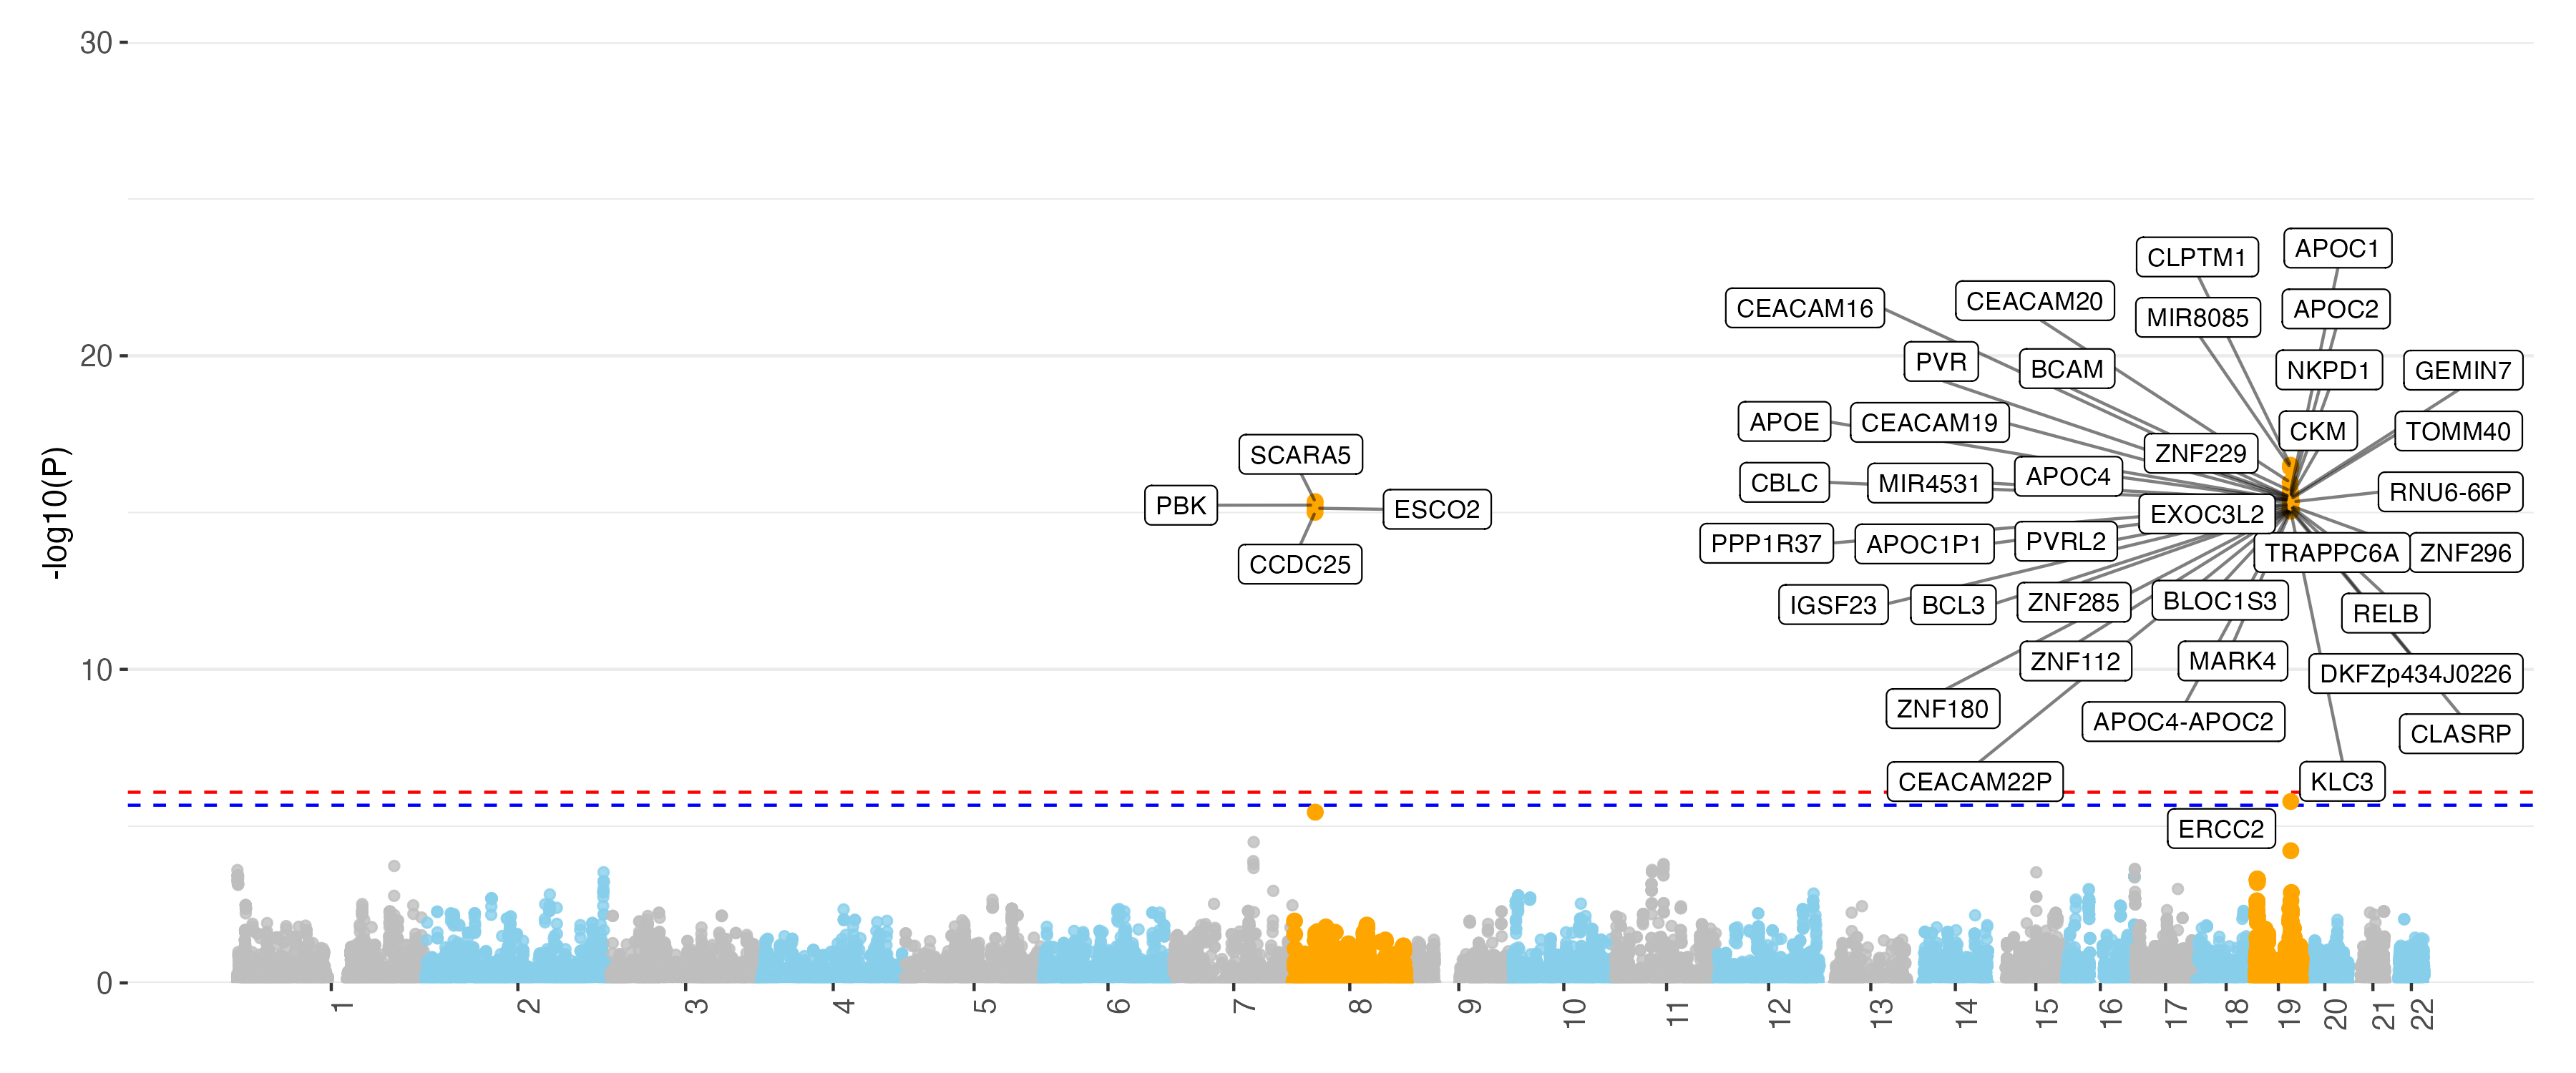 30
20
10
0
-log10(P)
CLPTM1
APOC1
CEACAM16
CEACAM20
MIR8085
APOC2
PVR
BCAM
NKPD1
GEMIN7
APOE
CEACAM19
ZNF229
CKM
TOMM40
SCARA5
PBK
ESCO2
CCDC25
CBLC
MIR4531
APOC4
RNU6-66P
EXOC3L2
PPP1R37
APOC1P1
PVRL2
TRAPPC6A
ZNF296
IGSF23
BCL3
ZNF285
BLOC1S3
RELB
ZNF112
MARK4
DKFZp434J0226
ZNF180
APOC4-APOC2
CLASRP
CEACAM22P
KLC3
ERCC2
1
2
3
4
5
6
7
8
9
10
11
12
13
14
15
16
17
18
19
20
21
22